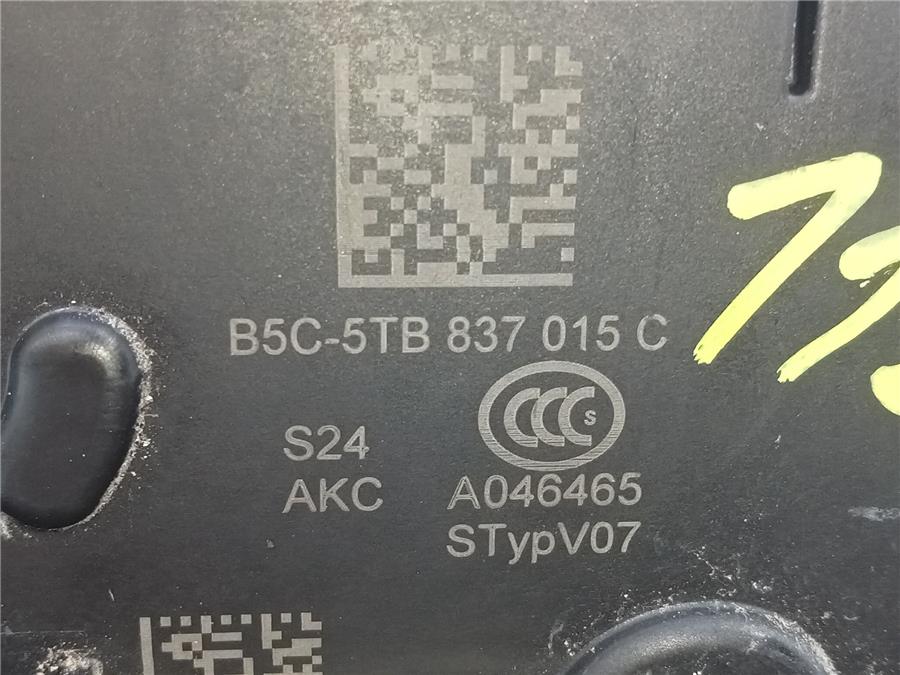 B5C-5TB 837 015 C
CCC S
S24
AKC
A046465
STypV07